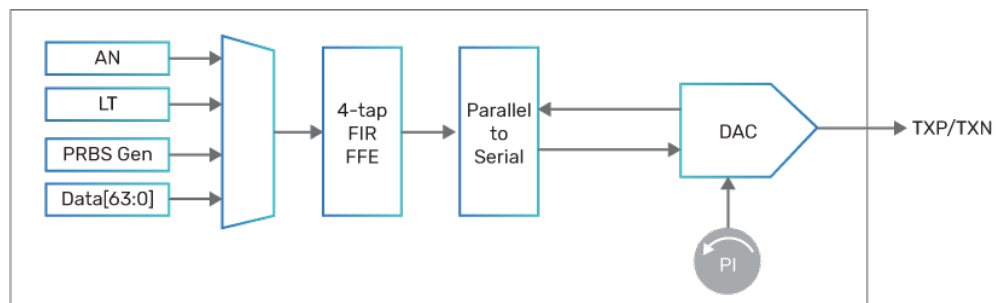 AN
LT
PRBS Gen
Data[63:0]
4-tap
FIR
FFE
Parallel
to
Serial
DAC
TXP/TXN
PI